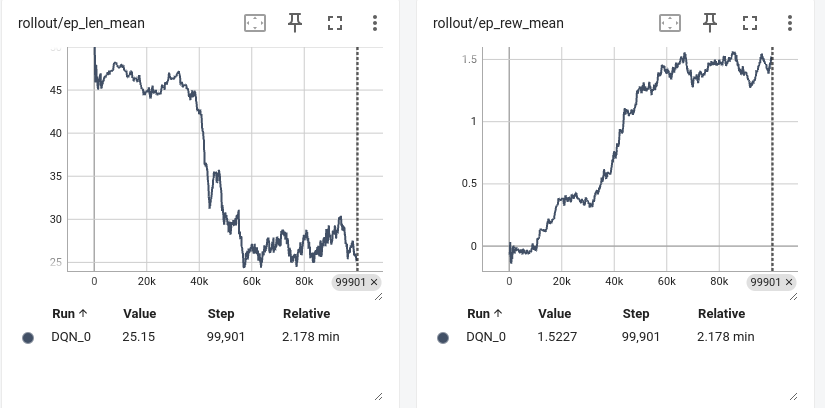 rollout/ep_len_mean
50
45
40
35
30
25
0 20k 40k 60k 80k 99901 ✕
Run ↑ Value Step Relative
DQN_0 25.15 99,901 2.178 min
rollout/ep_rew_mean
1.5
1
0.5
0
0 20k 40k 60k 80k 99901 ✕
Run ↑ Value Step Relative
DQN_0 1.5227 99,901 2.178 min